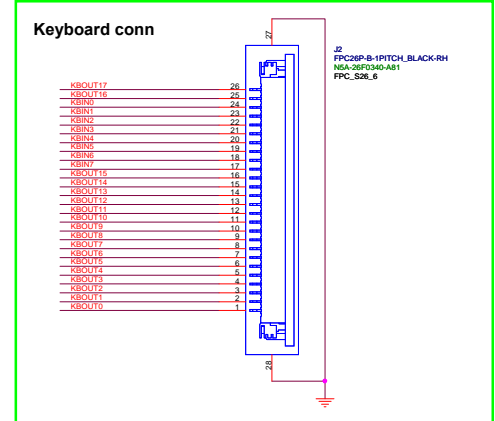 Keyboard conn
27
J2
FPC26P-B-1PITCH_BLACK-RH
N5A-26F0340-A81
FPC_S26_6
KBOUT17 26
KBOUT16 25
KBIN0 24
KBIN1 23
KBIN2 22
KBIN3 21
KBIN4 20
KBIN5 19
KBIN6 18
KBIN7 17
KBOUT15 16
KBOUT14 15
KBOUT13 14
KBOUT12 13
KBOUT11 12
KBOUT10 11
KBOUT9 10
KBOUT8 9
KBOUT7 8
KBOUT6 7
KBOUT5 6
KBOUT4 5
KBOUT3 4
KBOUT2 3
KBOUT1 2
KBOUT0 1
28